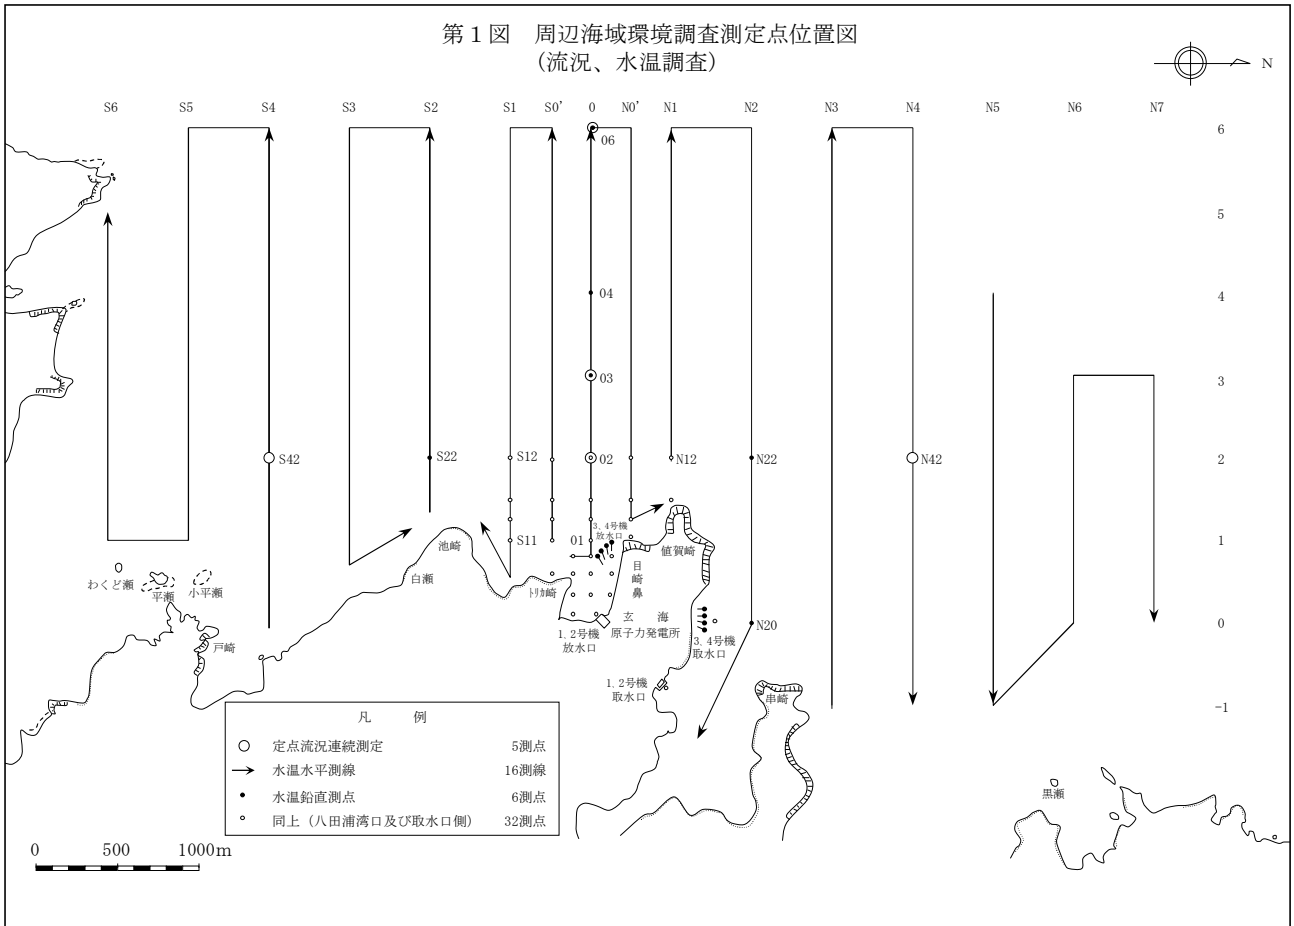 第１図　周辺海域環境調査測定点位置図
(流況、水温調査)
N
S6 S5 S4 S3 S2 S1 S0' 0 N0' N1 N2 N3 N4 N5 N6 N7
6
06
5
4
04
3
03
2
S42
S22
S12
02
N12
N22
N42
1
S11
01
3、4号機
放水口
池崎
値賀崎
わくど瀬
平瀬
小平瀬
白瀬
ﾄﾘｶ崎
目
崎
鼻
0
戸崎
玄　海
原子力発電所
1、2号機
放水口
3、4号機
取水口
N20
1、2号機
取水口
串崎
-1
凡　例
定点流況連続測定　5測点
水温水平測線　16測線
水温鉛直測点　6測点
同上（八田浦湾口及び取水口側）　32測点
黒瀬
0 500 1000m